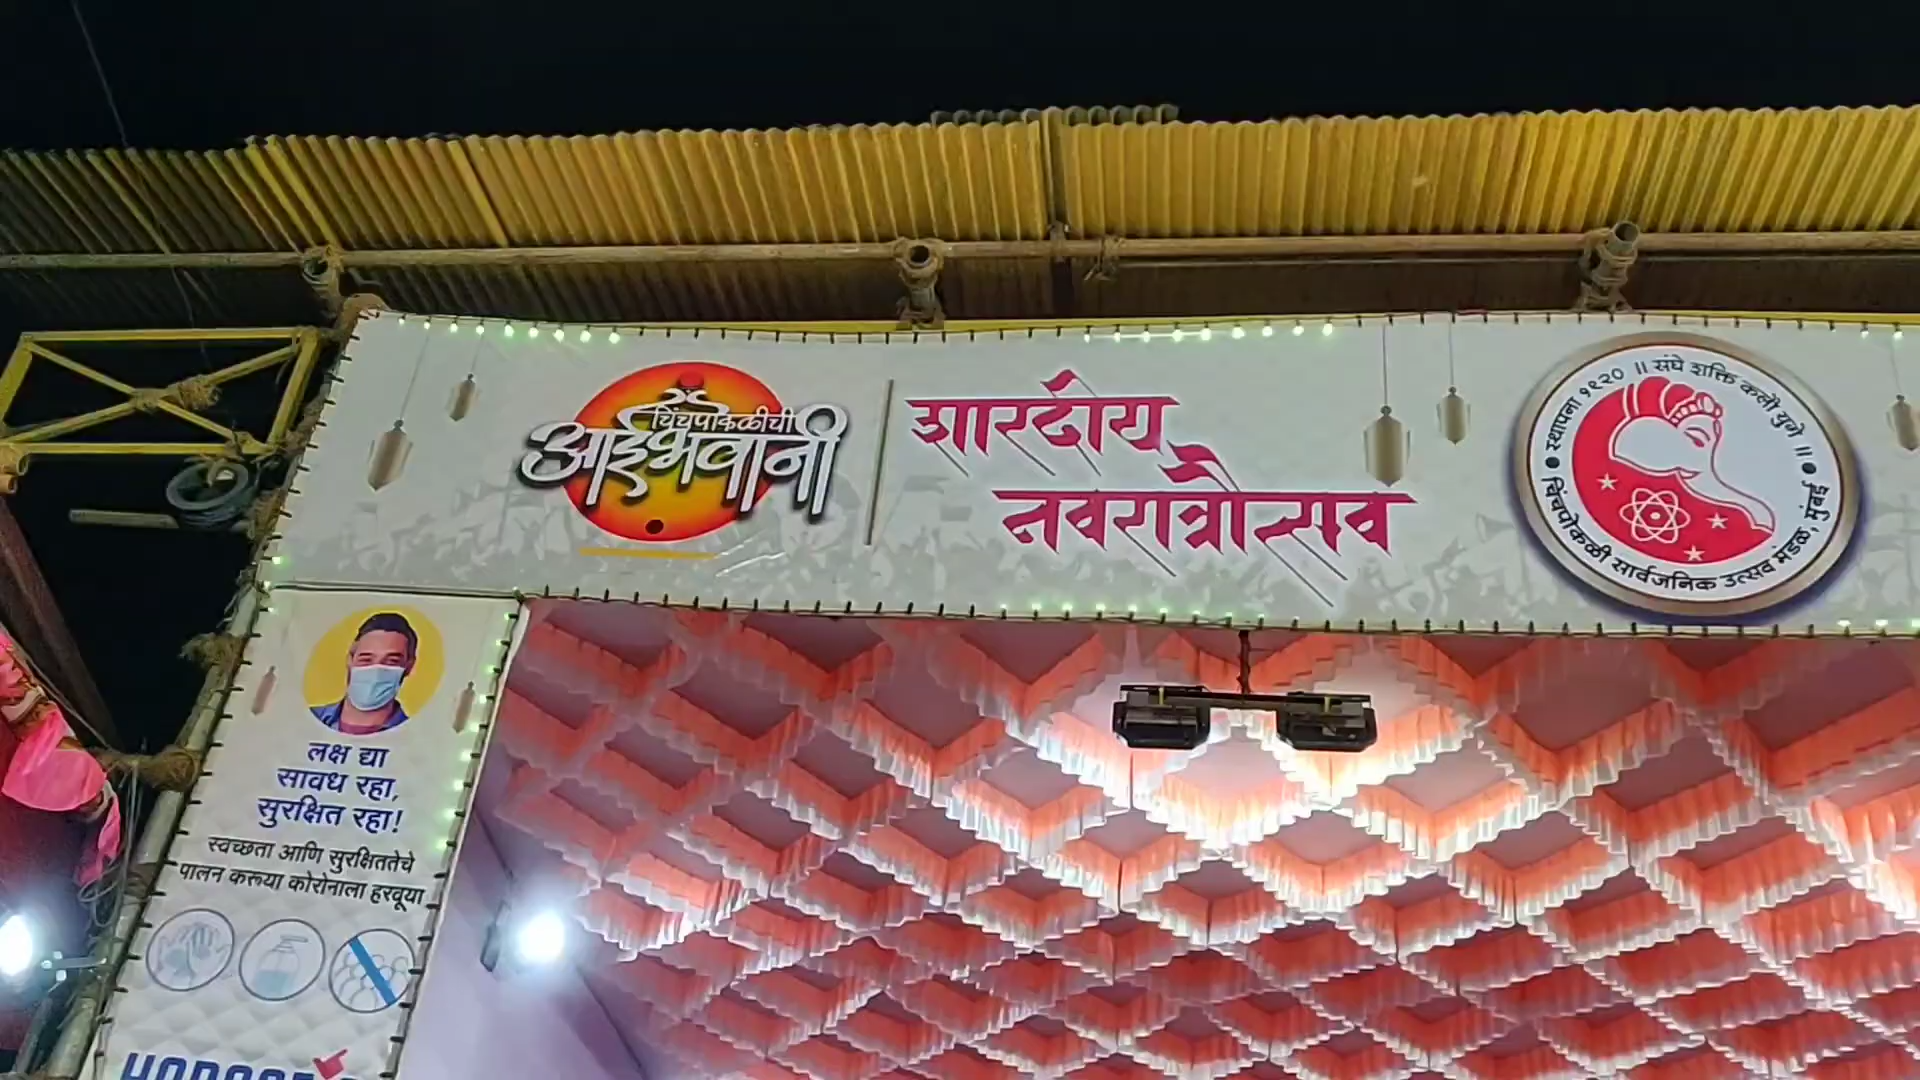 चिंचपोकळीची
आईभवानी
शारदीय
नवरात्रौत्सव
स्थापना १९२० ॥ संघे शक्ति कलौ युगे ॥
चिंचपोकळी सार्वजनिक उत्सव मंडळ, मुंबई
लक्ष द्या
सावध रहा,
सुरक्षित रहा!
स्वच्छता आणि सुरक्षिततेचे
पालन करूया कोरोनाला हरवूया